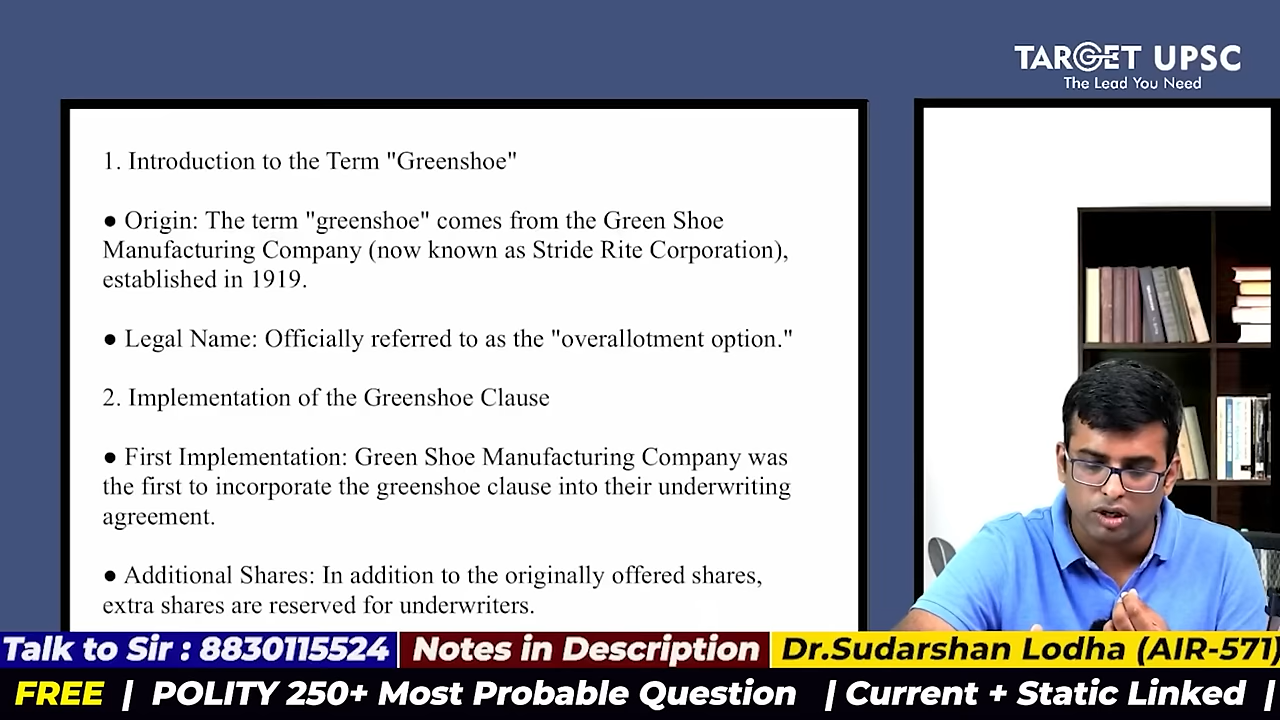 TARGET UPSC
The Lead You Need
1. Introduction to the Term "Greenshoe"
● Origin: The term "greenshoe" comes from the Green Shoe
Manufacturing Company (now known as Stride Rite Corporation),
established in 1919.
● Legal Name: Officially referred to as the "overallotment option."
2. Implementation of the Greenshoe Clause
● First Implementation: Green Shoe Manufacturing Company was
the first to incorporate the greenshoe clause into their underwriting
agreement.
● Additional Shares: In addition to the originally offered shares,
extra shares are reserved for underwriters.
Talk to Sir : 8830115524 Notes in Description Dr.Sudarshan Lodha (AIR-571)
FREE | POLITY 250+ Most Probable Question | Current + Static Linked |